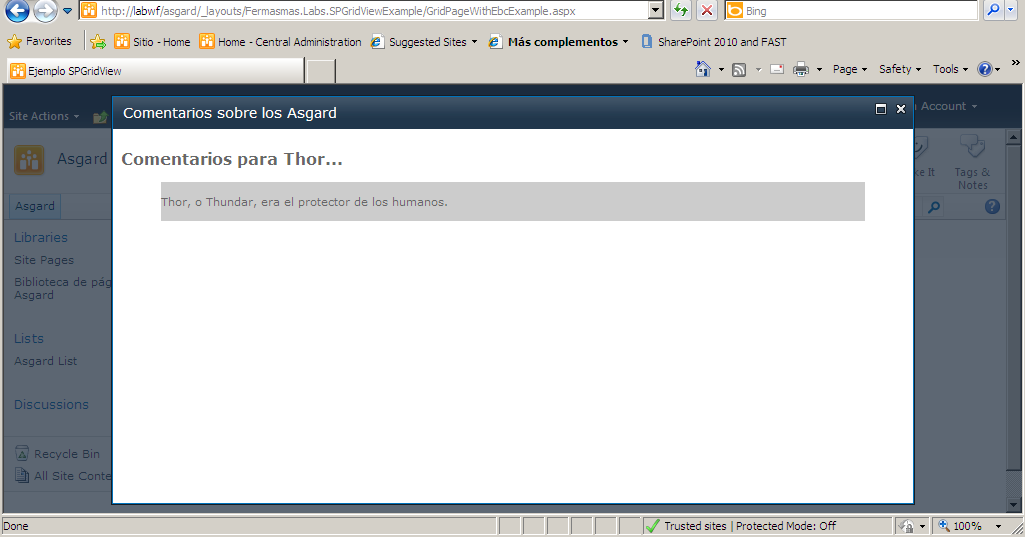 http://labwf/asgard/_layouts/Fermasmas.Labs.SPGridViewExample/GridPageWithEbcExample.aspx
Bing
Favorites
Sitio - Home
Home - Central Administration
Suggested Sites
Más complementos
SharePoint 2010 and FAST
Ejemplo SPGridView
Page
Safety
Tools
Site Actions
Account
Comentarios sobre los Asgard
Asgard
Comentarios para Thor...
Thor, o Thundar, era el protector de los humanos.
It
Tags &
Notes
Asgard
Libraries
Site Pages
Biblioteca de pág
Asgard
Lists
Asgard List
Discussions
Recycle Bin
All Site Conte
Done
Trusted sites | Protected Mode: Off
100%